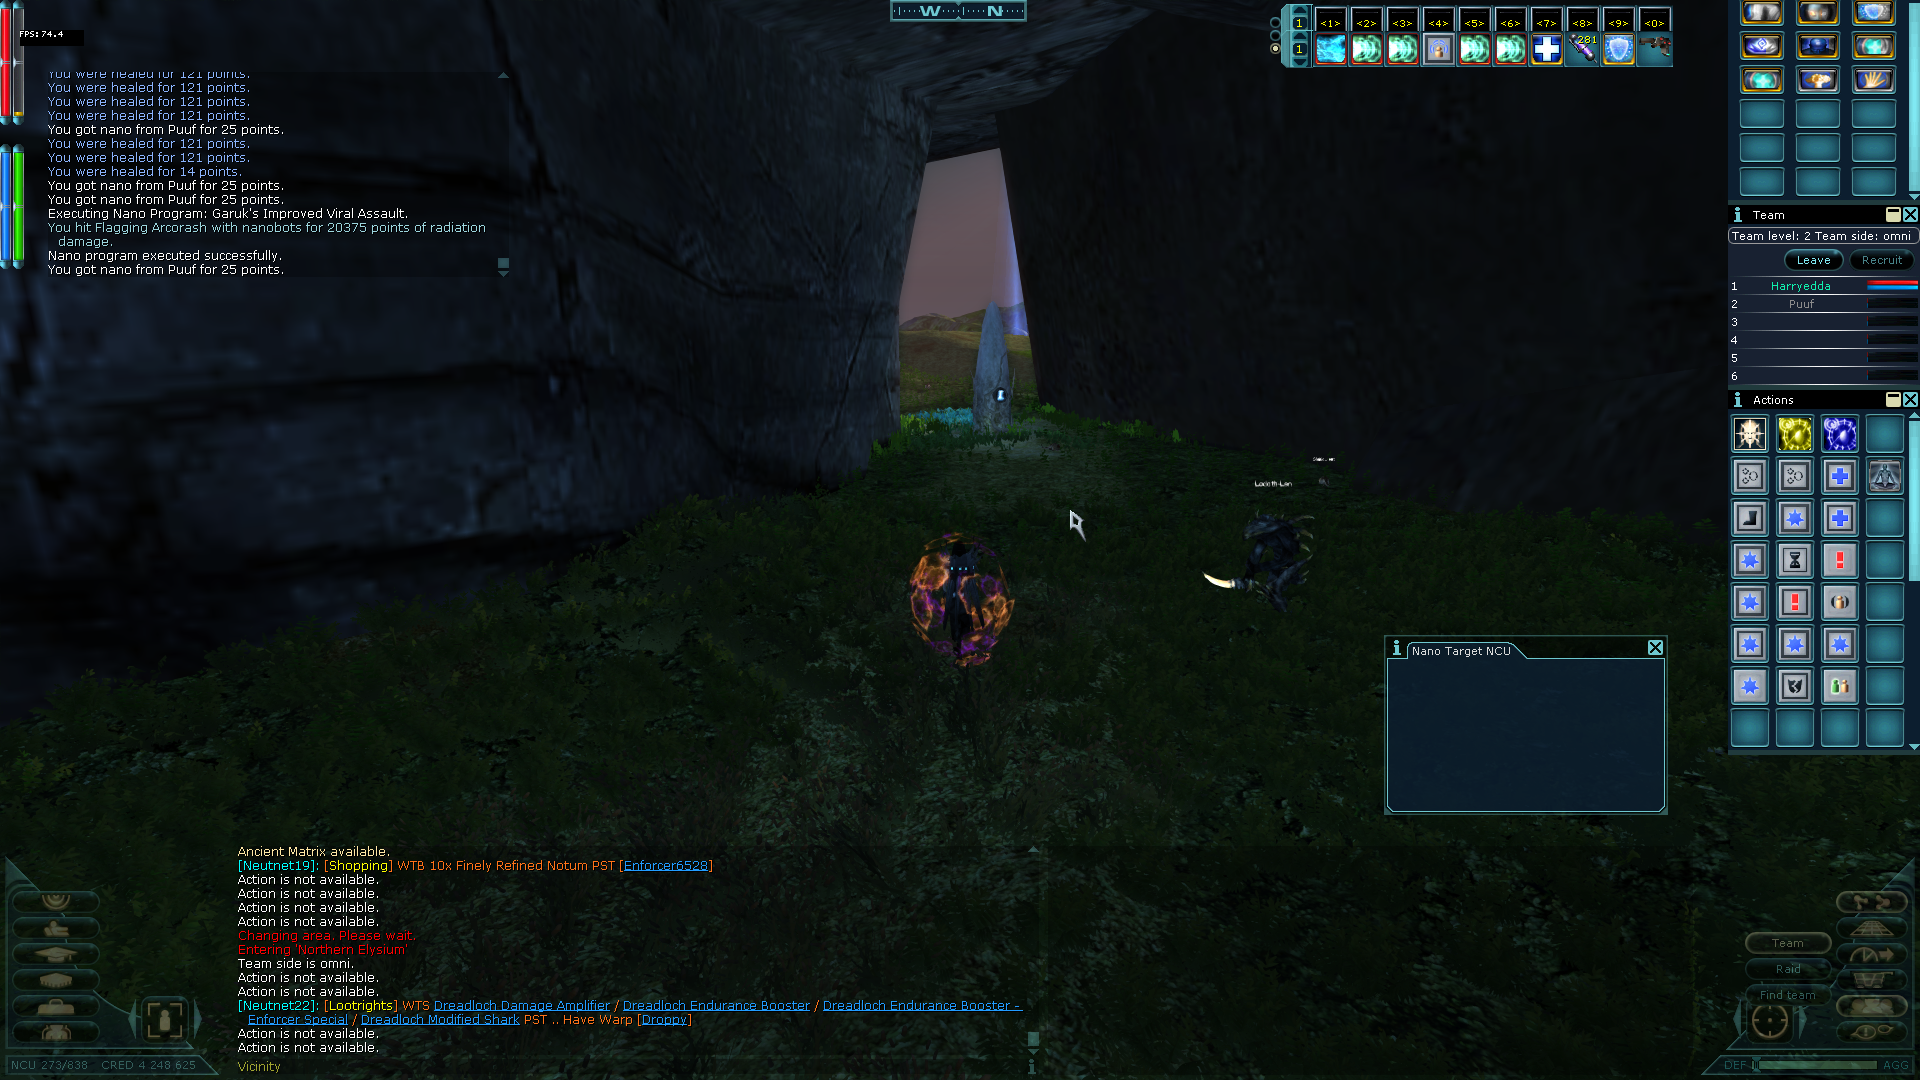 W N
FPS: 74.4
1 <1> <2> <3> <4> <5> <6> <7> <8> <9> <0>
1
281
You were healed for 121 points.
You were healed for 121 points.
You were healed for 121 points.
You were healed for 121 points.
You got nano from Puuf for 25 points.
You were healed for 121 points.
You were healed for 121 points.
You were healed for 14 points.
You got nano from Puuf for 25 points.
You got nano from Puuf for 25 points.
Executing Nano Program: Garuk's Improved Viral Assault.
You hit Flagging Arcorash with nanobots for 20375 points of radiation
damage.
Nano program executed successfully.
You got nano from Puuf for 25 points.
Team
Team level: 2 Team side: omni
Leave Recruit
1 Harryedda
2 Puuf
3
4
5
6
Actions
Nano Target NCU
Ancient Matrix available.
[Neutnet19]: [Shopping] WTB 10x Finely Refined Notum PST [Enforcer6528]
Action is not available.
Action is not available.
Action is not available.
Action is not available.
Changing area. Please wait.
Entering 'Northern Elysium'
Team side is omni.
Action is not available.
Action is not available.
[Neutnet22]: [Lootrights] WTS Dreadloch Damage Amplifier / Dreadloch Endurance Booster / Dreadloch Endurance Booster -
Enforcer Special / Dreadloch Modified Shark PST .. Have Warp [Droppy]
Action is not available.
Action is not available.
Vicinity
NCU 273/838 CRED 4 248 625
Team
Raid
Find team
DEF AGG